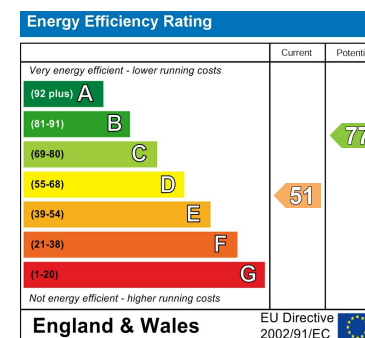 Energy Efficiency Rating
Current Potenti
Very energy efficient - lower running costs
(92 plus) A
(81-91) B
(69-80) C
77
(55-68) D
51
(39-54) E
(21-38) F
(1-20) G
Not energy efficient - higher running costs
England & Wales
EU Directive
2002/91/EC